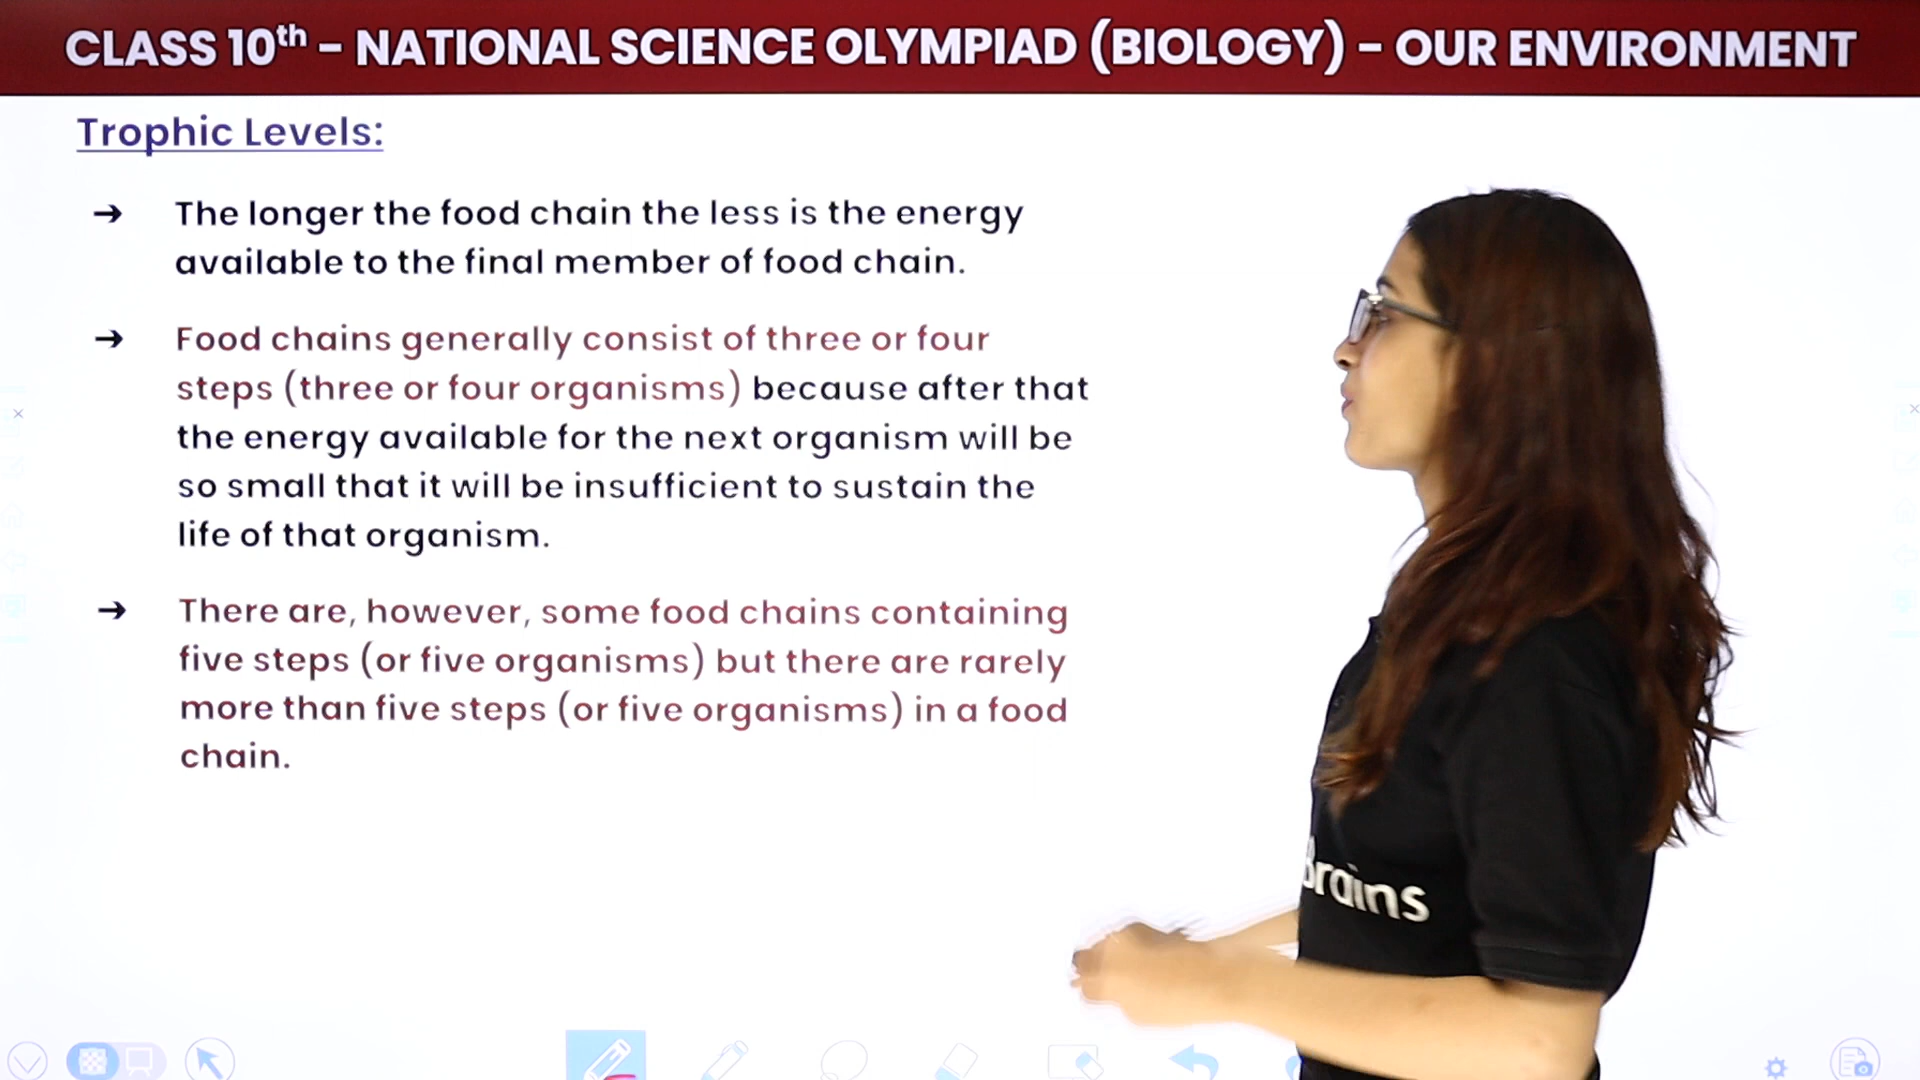 CLASS 10th – NATIONAL SCIENCE OLYMPIAD (BIOLOGY) – OUR ENVIRONMENT
Trophic Levels:
➔ The longer the food chain the less is the energy
available to the final member of food chain.
➔ Food chains generally consist of three or four
steps (three or four organisms) because after that
the energy available for the next organism will be
so small that it will be insufficient to sustain the
life of that organism.
➔ There are, however, some food chains containing
five steps (or five organisms) but there are rarely
more than five steps (or five organisms) in a food
chain.
Brains